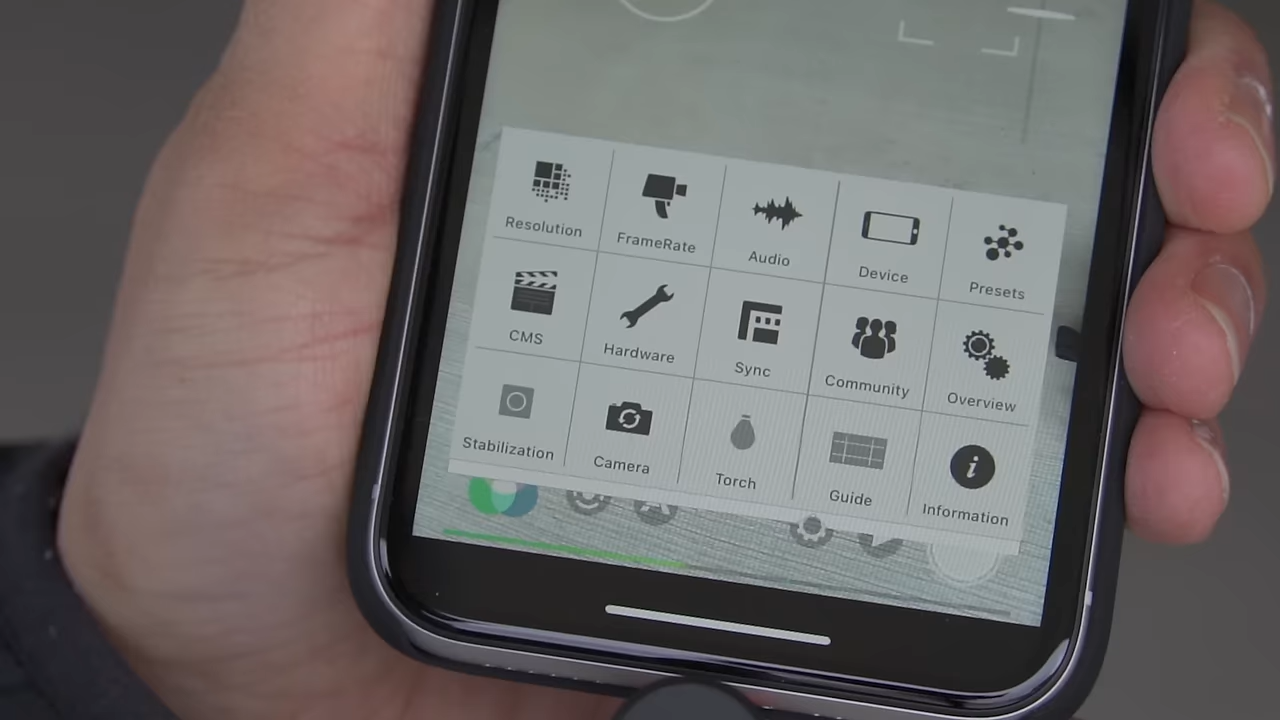 Resolution
FrameRate
Audio
Device
Presets
CMS
Hardware
Sync
Community
Overview
Stabilization
Camera
Torch
Guide
Information